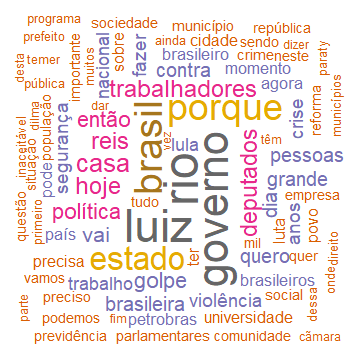 programa sociedade município república
prefeito sobre ainda cidade sendo dizer
desta temer muitos importante nacional fazer brasileiro crime neste paraty
pública contra momento agora municípios
trabalhadores
dilma dar porque crise reforma
inaceitável situação população pode segurança então brasil
reis vez lula têm
casa rio governo deputados pessoas
hoje grande
questão primeiro tudo dia empresa
política luiz anos luta povo
país vai mil
precisa estado ter quero quer onde direito
vamos trabalho golpe brasileiros
parte preciso brasileira violência social dessa
podemos fim petrobras universidade
previdência parlamentares comunidade câmara